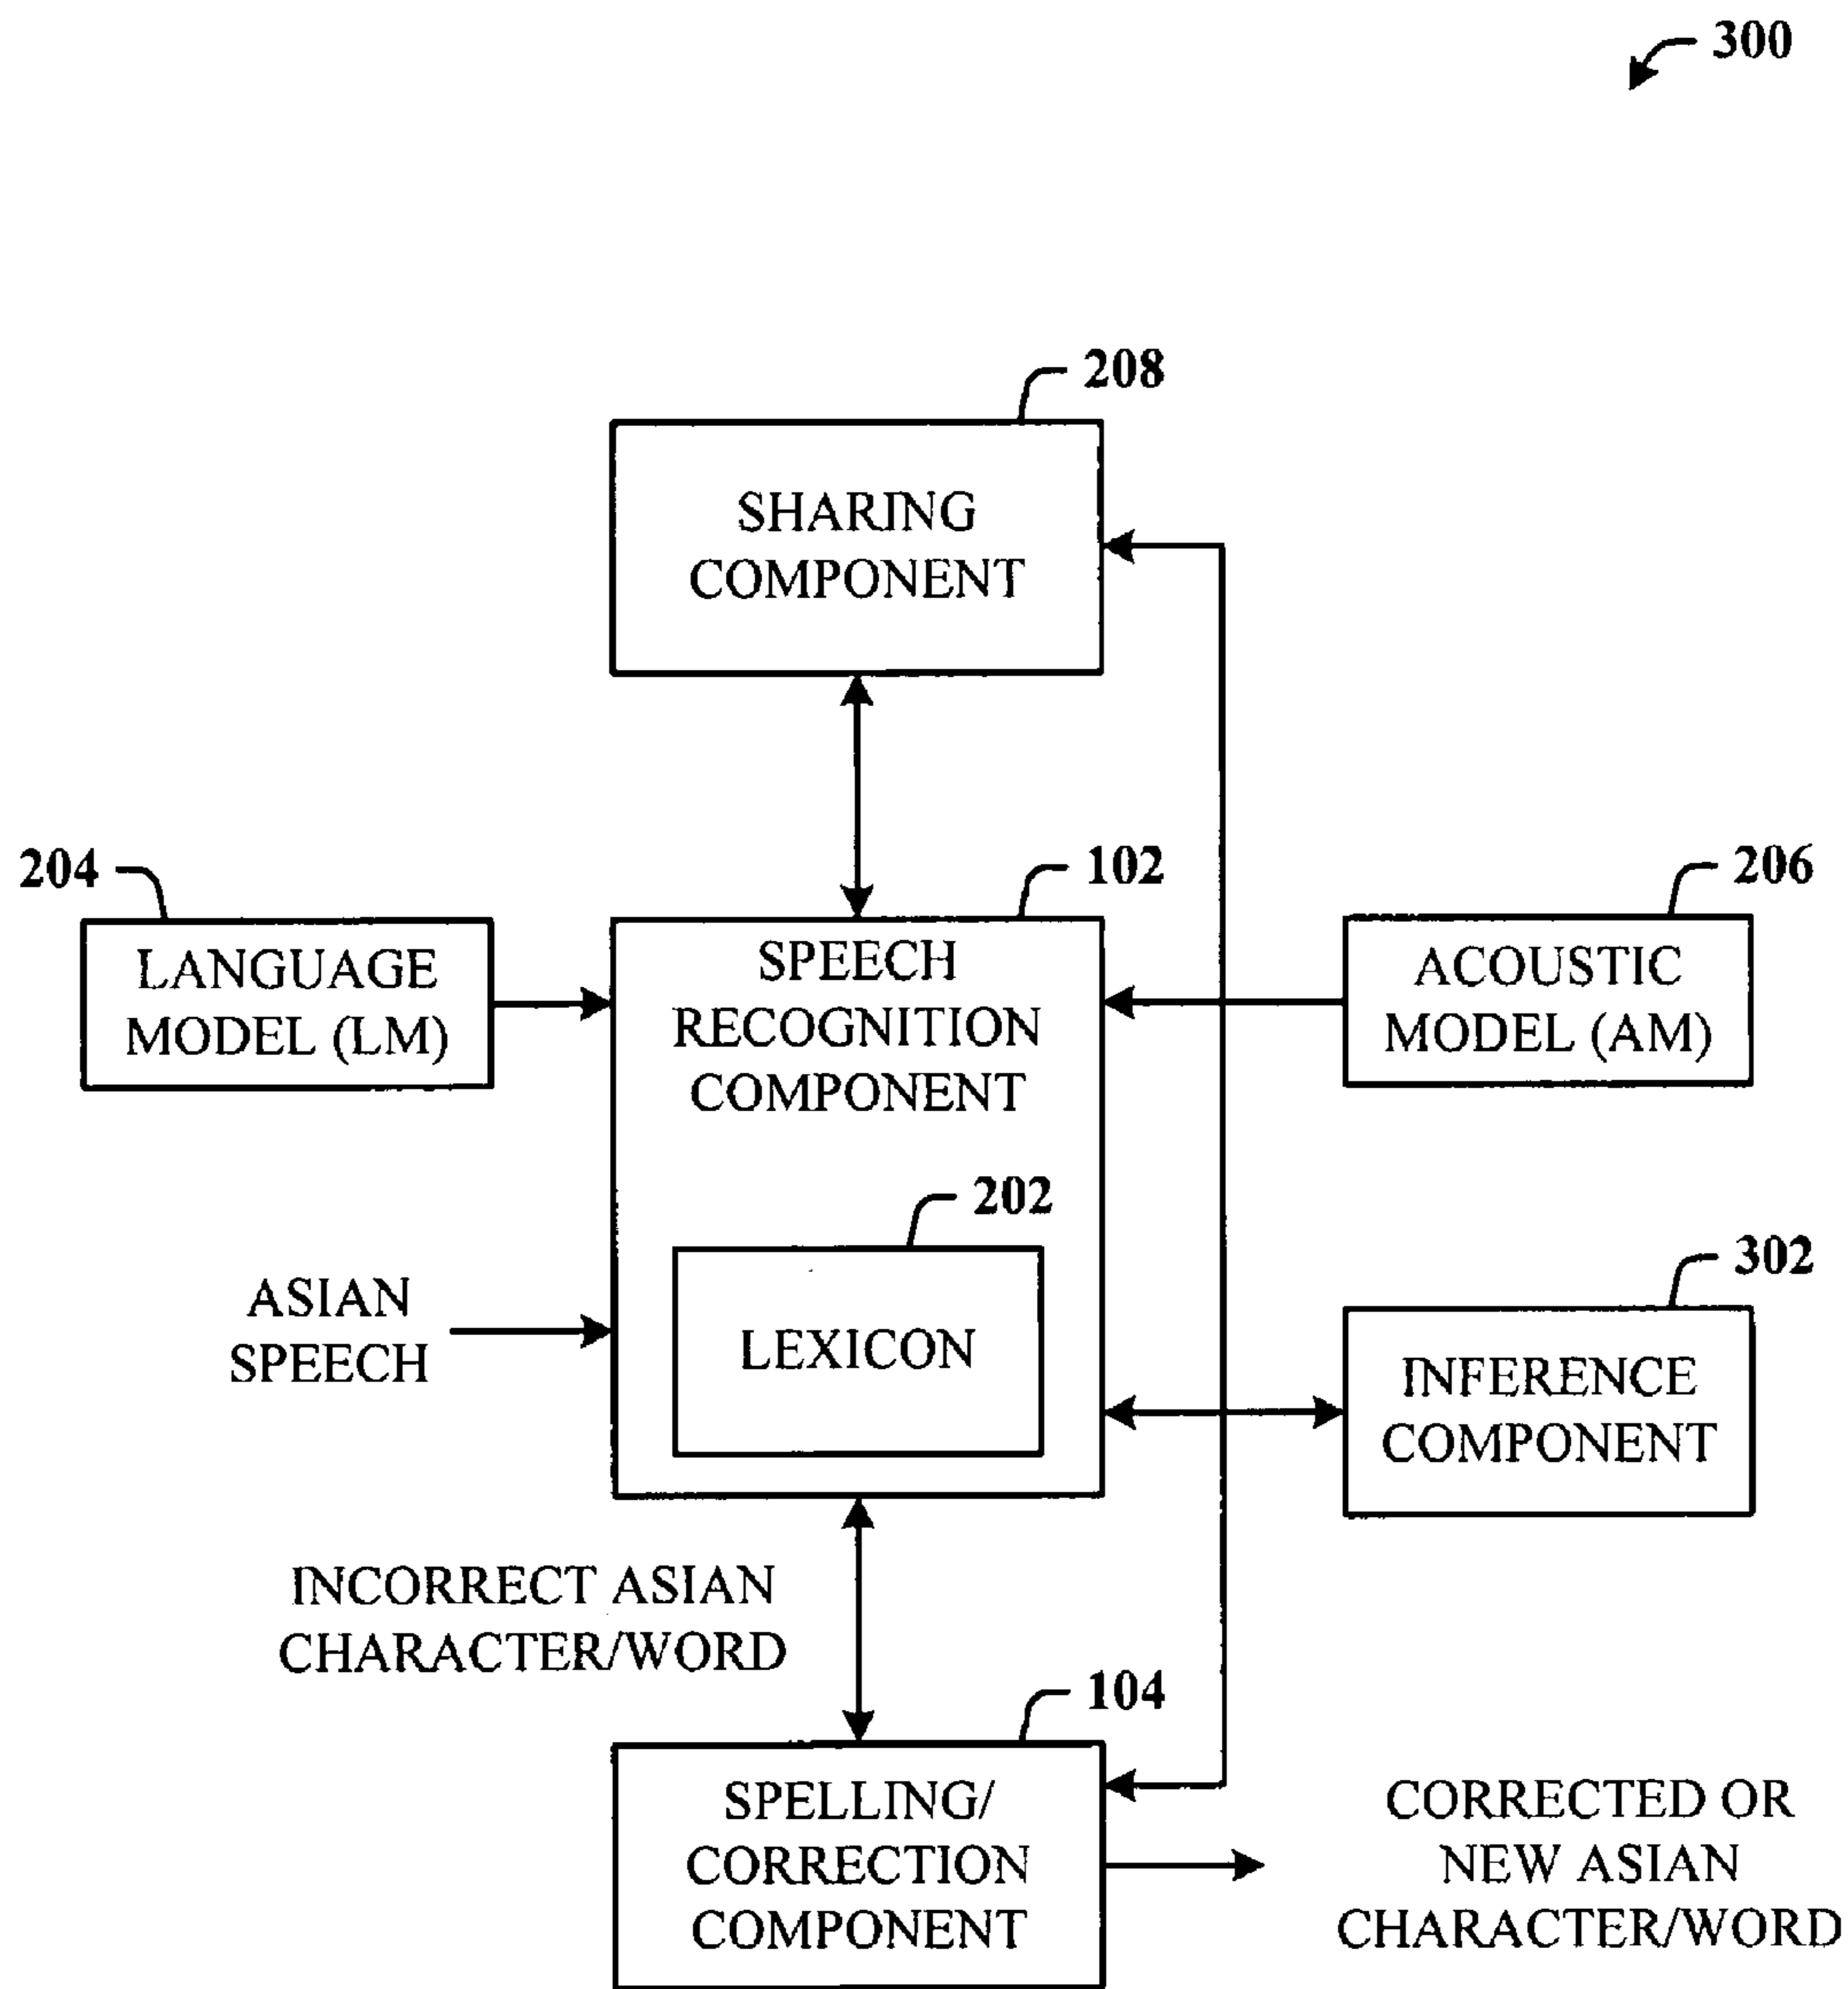 300
208
SHARING
COMPONENT
204
102
206
LANGUAGE
MODEL (LM)
SPEECH
RECOGNITION
COMPONENT
ACOUSTIC
MODEL (AM)
202
LEXICON
ASIAN
SPEECH
302
INFERENCE
COMPONENT
INCORRECT ASIAN
CHARACTER/WORD
104
SPELLING/
CORRECTION
COMPONENT
CORRECTED OR
NEW ASIAN
CHARACTER/WORD